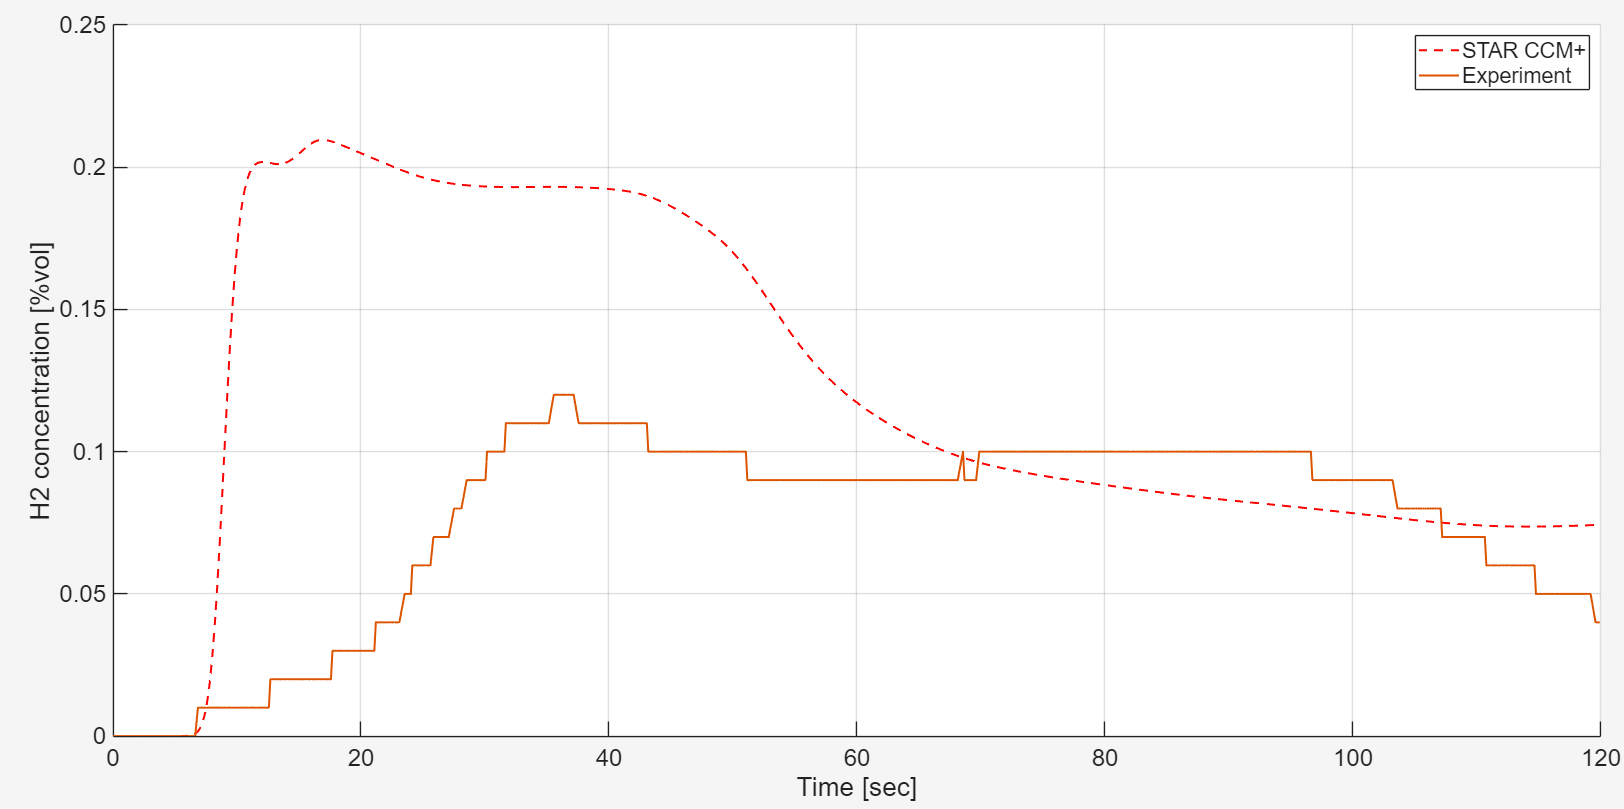 0.25
0.2
0.15
0.1
0.05
0
H2 concentration [%vol]
STAR CCM+
Experiment
0 20 40 60 80 100 120
Time [sec]